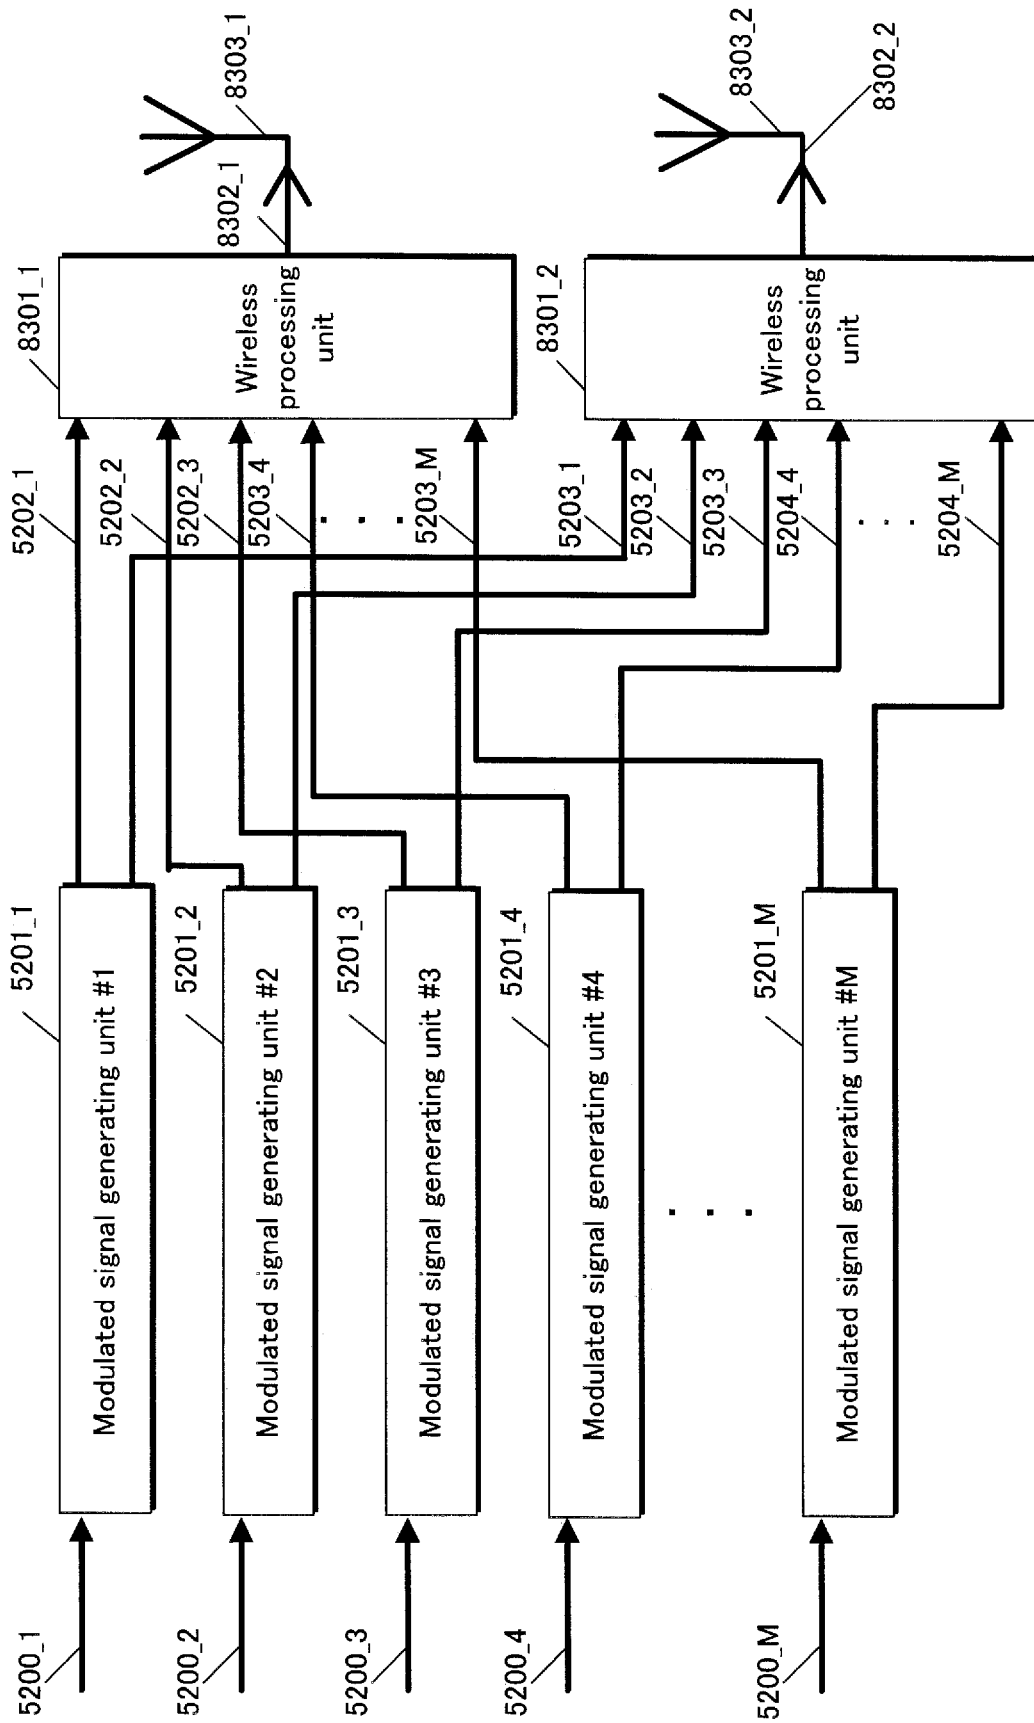 5200_1
5200_2
5200_3
5200_4
5200_M
5201_1
Modulated signal generating unit #1
5201_2
Modulated signal generating unit #2
5201_3
Modulated signal generating unit #3
5201_4
Modulated signal generating unit #4
. . .
5201_M
Modulated signal generating unit #M
5202_1
5202_2
5202_3
5203_4
. . .
5203_M
5203_1
5203_2
5203_3
5204_4
. . .
5204_M
8301_1
Wireless
processing
unit
8302_1
8303_1
8301_2
Wireless
processing
unit
8303_2
8302_2